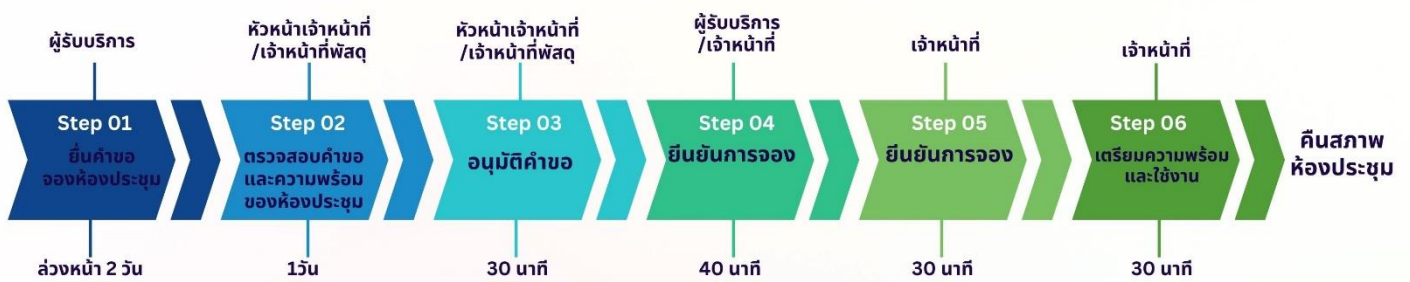 ผู้รับบริการ
หัวหน้าเจ้าหน้าที่
/เจ้าหน้าที่พัสดุ
หัวหน้าเจ้าหน้าที่
/เจ้าหน้าที่พัสดุ
ผู้รับบริการ
/เจ้าหน้าที่
เจ้าหน้าที่
เจ้าหน้าที่
Step 01
ยื่นคำขอ
จองห้องประชุม
Step 02
ตรวจสอบคำขอ
และความพร้อม
ของห้องประชุม
Step 03
อนุมัติคำขอ
Step 04
ยืนยันการจอง
Step 05
ยืนยันการจอง
Step 06
เตรียมความพร้อม
และใช้งาน
คืนสภาพ
ห้องประชุม
ล่วงหน้า 2 วัน
1วัน
30 นาที
40 นาที
30 นาที
30 นาที